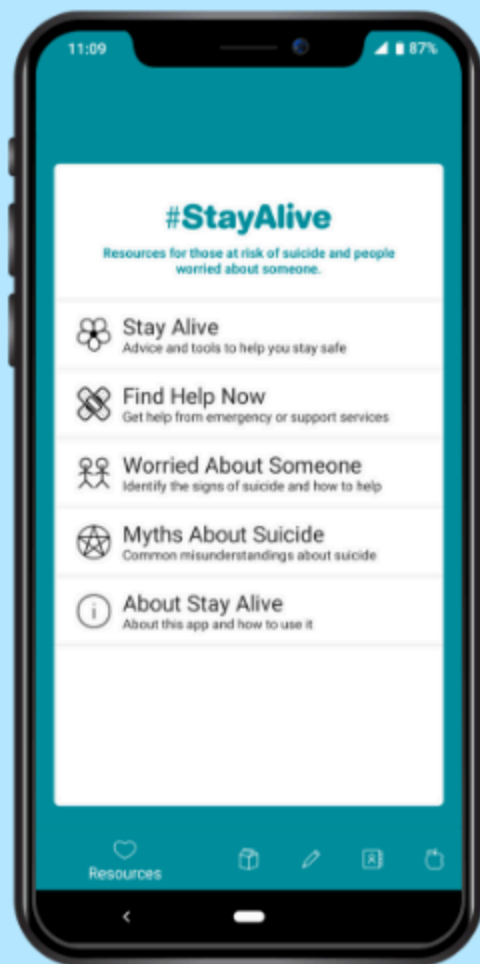 11:09
87%
#StayAlive
Resources for those at risk of suicide and people
worried about someone.
Stay Alive
Advice and tools to help you stay safe
Find Help Now
Get help from emergency or support services
Worried About Someone
Identify the signs of suicide and how to help
Myths About Suicide
Common misunderstandings about suicide
About Stay Alive
About this app and how to use it
Resources